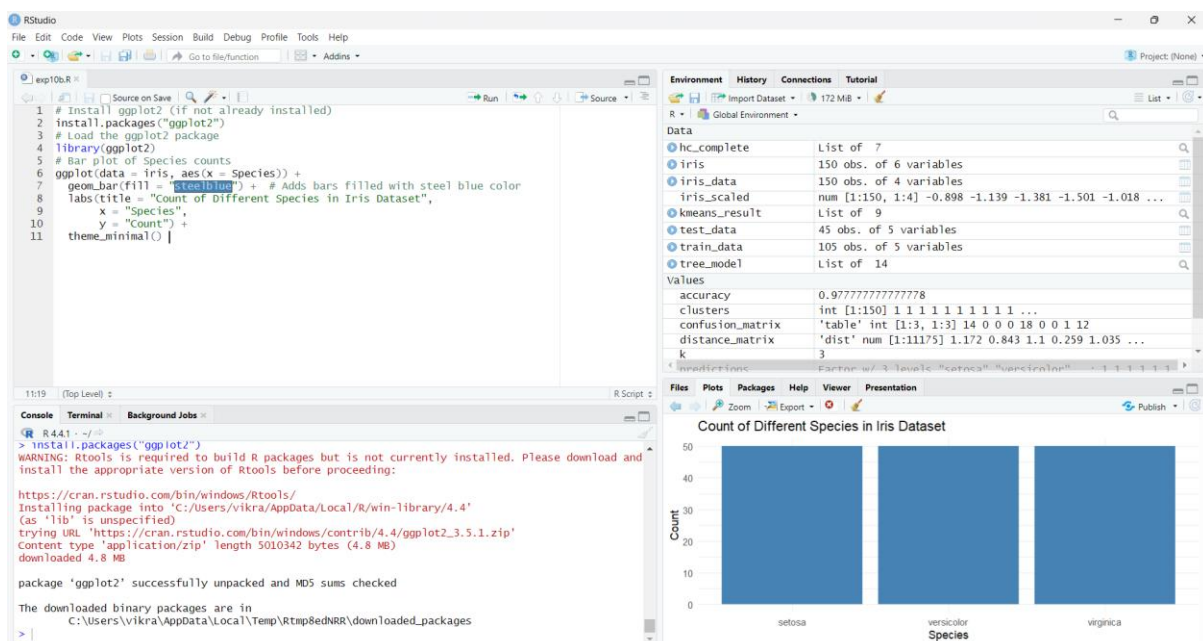 RStudio
File Edit Code View Plots Session Build Debug Profile Tools Help
Go to file/function Addins
Project: (None)
exp10b.R
Source on Save Run Source
1 # Install ggplot2 (if not already installed)
2 install.packages("ggplot2")
3 # Load the ggplot2 package
4 library(ggplot2)
5 # Bar plot of Species counts
6 ggplot(data = iris, aes(x = Species)) +
7 geom_bar(fill = "steelblue") + # Adds bars filled with steel blue color
8 labs(title = "Count of Different Species in Iris Dataset",
9 x = "Species",
10 y = "Count") +
11 theme_minimal()
11:19 (Top Level) R Script
Console Terminal Background Jobs
R 4.4.1 · ~/
> install.packages("ggplot2")
WARNING: Rtools is required to build R packages but is not currently installed. Please download and
install the appropriate version of Rtools before proceeding:
https://cran.rstudio.com/bin/windows/Rtools/
Installing package into ‘C:/Users/vikra/AppData/Local/R/win-library/4.4’
(as ‘lib’ is unspecified)
trying URL 'https://cran.rstudio.com/bin/windows/contrib/4.4/ggplot2_3.5.1.zip'
Content type 'application/zip' length 5010342 bytes (4.8 MB)
downloaded 4.8 MB
package ‘ggplot2’ successfully unpacked and MD5 sums checked
The downloaded binary packages are in
C:\Users\vikra\AppData\Local\Temp\Rtmp8edNRR\downloaded_packages
>
Environment History Connections Tutorial
Import Dataset 172 MiB List
R Global Environment
Data
hc_complete List of 7
iris 150 obs. of 6 variables
iris_data 150 obs. of 4 variables
iris_scaled num [1:150, 1:4] -0.898 -1.139 -1.381 -1.501 -1.018 ...
kmeans_result List of 9
test_data 45 obs. of 5 variables
train_data 105 obs. of 5 variables
tree_model List of 14
Values
accuracy 0.977777777777778
clusters int [1:150] 1 1 1 1 1 1 1 1 1 1 ...
confusion_matrix 'table' int [1:3, 1:3] 14 0 0 0 18 0 0 1 12
distance_matrix 'dist' num [1:11175] 1.172 0.843 1.1 0.259 1.035 ...
k 3
predictions Factor w/ 3 levels "setosa" "versicolor"
Files Plots Packages Help Viewer Presentation
Zoom Export Publish
Count of Different Species in Iris Dataset
50
40
30
20
10
0
Count
setosa versicolor virginica
Species